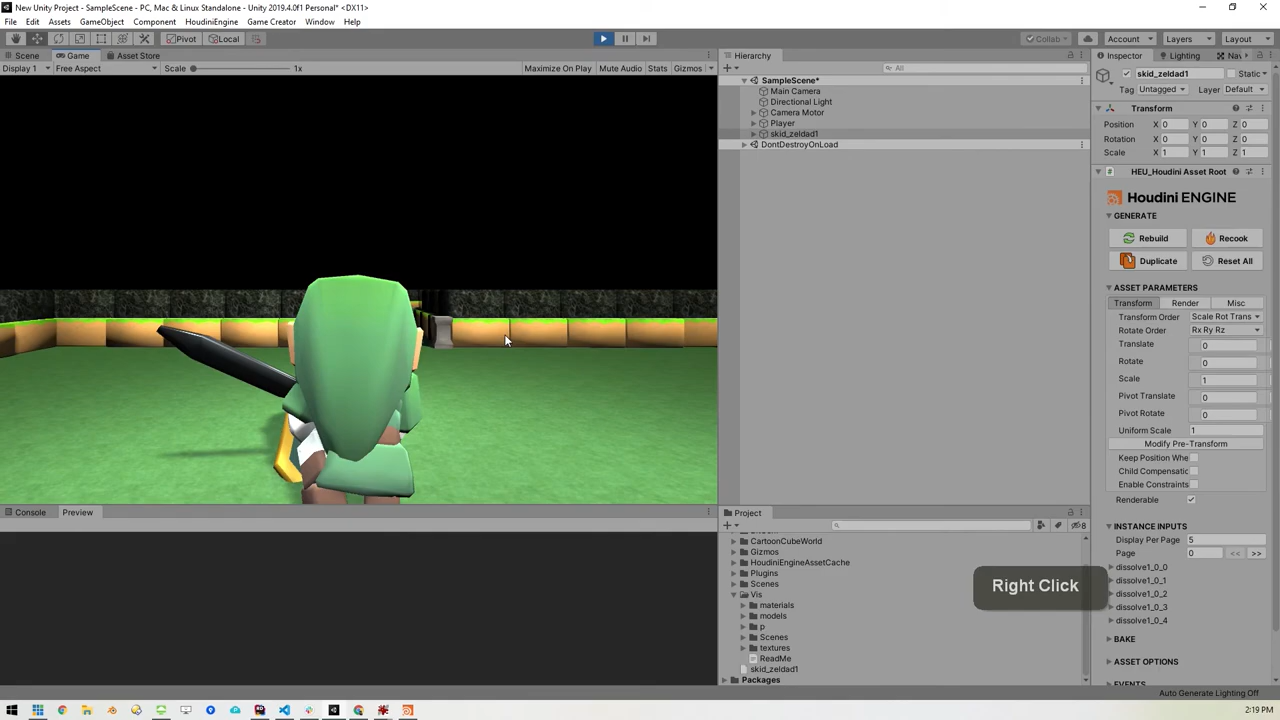 New Unity Project - SampleScene - PC, Mac & Linux Standalone - Unity 2019.4.0f1 Personal* <DX11>
File Edit Assets GameObject Component HoudiniEngine Game Creator Window Help
Pivot Local Collab Account Layers Layout
Scene Game Asset Store
Display 1 Free Aspect Scale 1x Maximize On Play Mute Audio Stats Gizmos
Console Preview
Hierarchy
All
SampleScene*
Main Camera
Directional Light
Camera Motor
Player
skid_zeldad1
DontDestroyOnLoad
Project
8
CartoonCubeWorld
Gizmos
HoudiniEngineAssetCache
Plugins
Scenes
Vis
materials
models
p
Scenes
textures
ReadMe
skid_zeldad1
Packages
Right Click
Inspector Lighting Nav
skid_zeldad1 Static
Tag Untagged Layer Default
Transform
Position X 0 Y 0 Z 0
Rotation X 0 Y 0 Z 0
Scale X 1 Y 1 Z 1
HEU_Houdini Asset Root
Houdini ENGINE
GENERATE
Rebuild Recook
Duplicate Reset All
ASSET PARAMETERS
Transform Render Misc
Transform Order Scale Rot Trans
Rotate Order Rx Ry Rz
Translate 0
Rotate 0
Scale 1
Pivot Translate 0
Pivot Rotate 0
Uniform Scale 1
Modify Pre-Transform
Keep Position Whe
Child Compensatic
Enable Constraints
Renderable
INSTANCE INPUTS
Display Per Page 5
Page 0 << >>
dissolve1_0_0
dissolve1_0_1
dissolve1_0_2
dissolve1_0_3
dissolve1_0_4
BAKE
ASSET OPTIONS
EVENTS
Auto Generate Lighting Off
2:19 PM